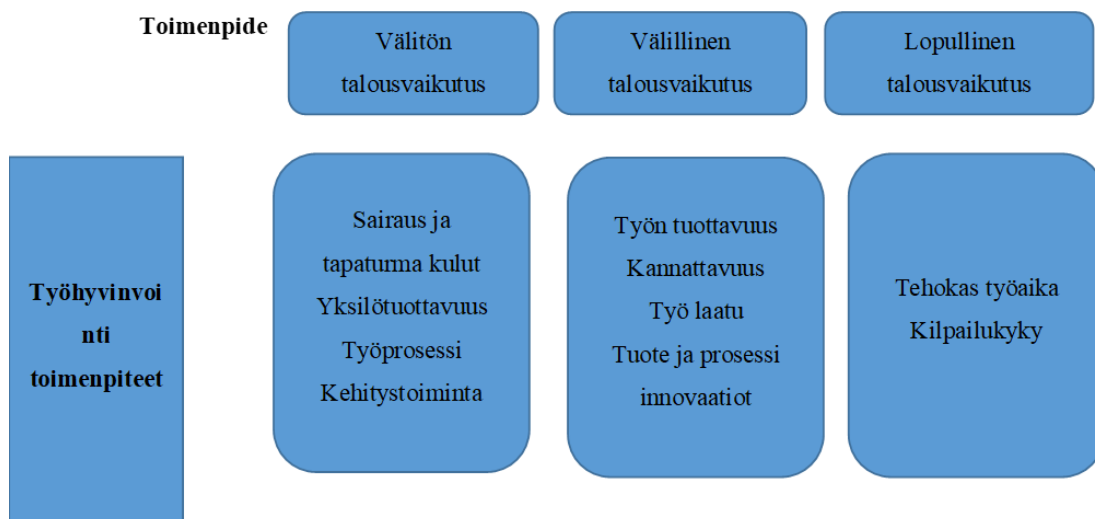 Toimenpide
Välitön
talousvaikutus
Välillinen
talousvaikutus
Lopullinen
talousvaikutus
Työhyvinvoi
nti
toimenpiteet
Sairaus ja
tapaturma kulut
Yksilötuottavuus
Työprosessi
Kehitystoiminta
Työn tuottavuus
Kannattavuus
Työ laatu
Tuote ja prosessi
innovaatiot
Tehokas työaika
Kilpailukyky